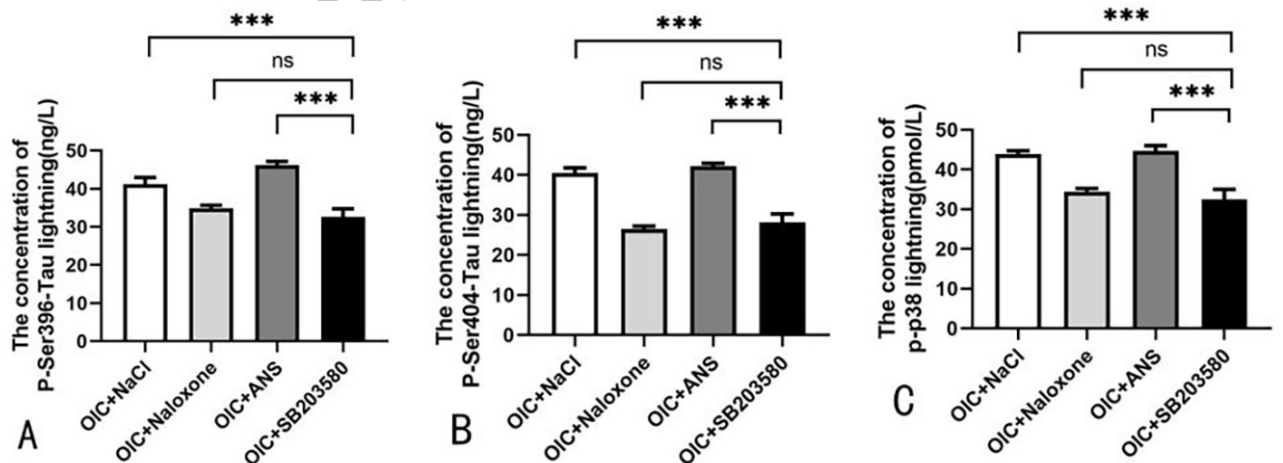 ***
ns
***
The concentration of
P-Ser396-Tau lightning(ng/L)
50
40
30
20
10
0
OIC+NaCl
OIC+Naloxone
OIC+ANS
OIC+SB203580
A
***
ns
***
The concentration of
P-Ser404-Tau lightning(ng/L)
50
40
30
20
10
0
OIC+NaCl
OIC+Naloxone
OIC+ANS
OIC+SB203580
B
***
ns
***
The concentration of
p-p38 lightning(pmol/L)
50
40
30
20
10
0
OIC+NaCl
OIC+Naloxone
OIC+ANS
OIC+SB203580
C